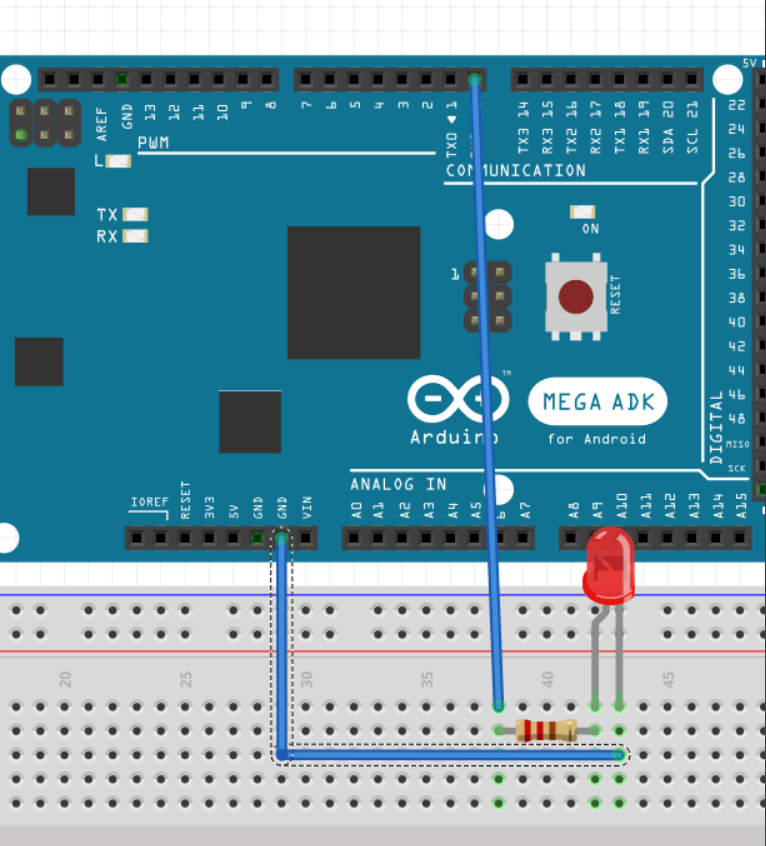 5V
AREF
GND
13
12
11
10
9
8
7
6
5
4
3
2
TX0 1
TX3 14
RX3 15
TX2 16
RX2 17
TX1 18
RX1 19
SDA 20
SCL 21
PWM
COMMUNICATION
L
TX
RX
ON
1
RESET
22
24
26
28
30
32
34
36
38
40
42
44
46
48
MISO
SCK
DIGITAL
TM
Arduino
MEGA ADK
for Android
ANALOG IN
IOREF
RESET
3V3
5V
GND
GND
VIN
A0
A1
A2
A3
A4
A5
A7
A8
A9
A10
A11
A12
A13
A14
A15
20
25
30
35
40
45